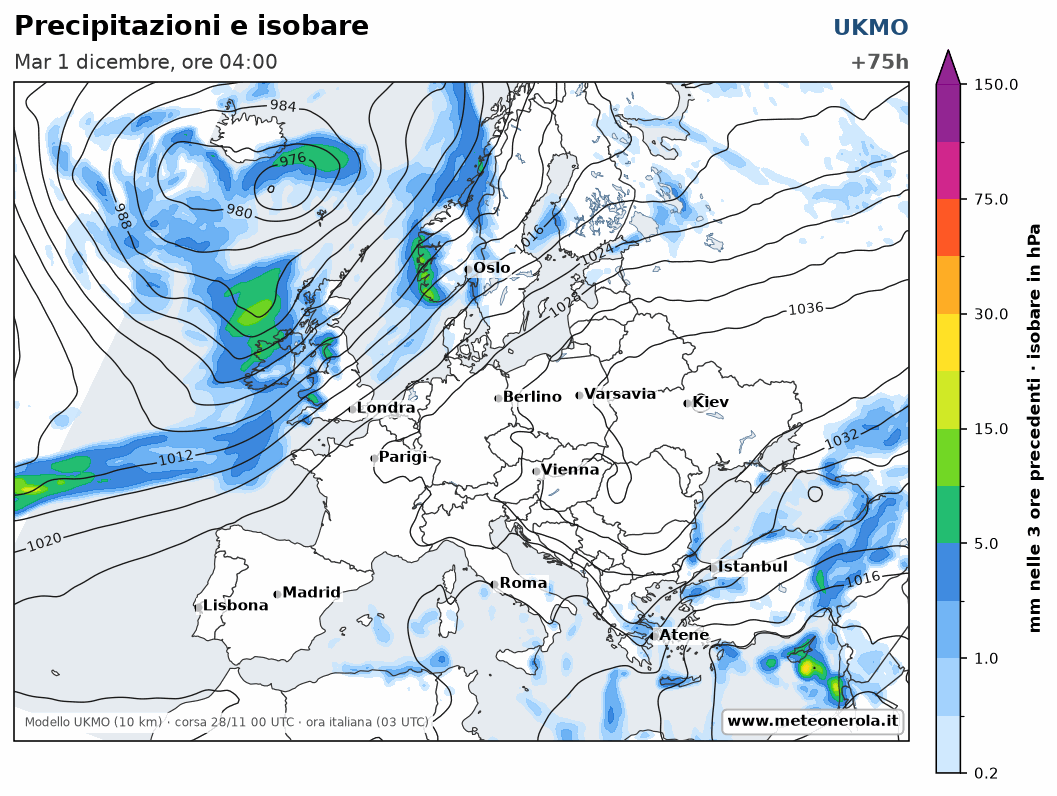 Precipitazioni e isobare
UKMO
Mar 1 dicembre, ore 04:00
+75h
150.0
984
976
75.0
988
980
1016
1024
Oslo
1028
1036
30.0
Berlino
Varsavia
Kiev
Londra
15.0
1032
1012
Parigi
Vienna
1020
5.0
Istanbul
1016
Roma
Madrid
Lisbona
Atene
1.0
Modello UKMO (10 km) · corsa 28/11 00 UTC · ora italiana (03 UTC)
www.meteonerola.it
0.2
mm nelle 3 ore precedenti · isobare in hPa